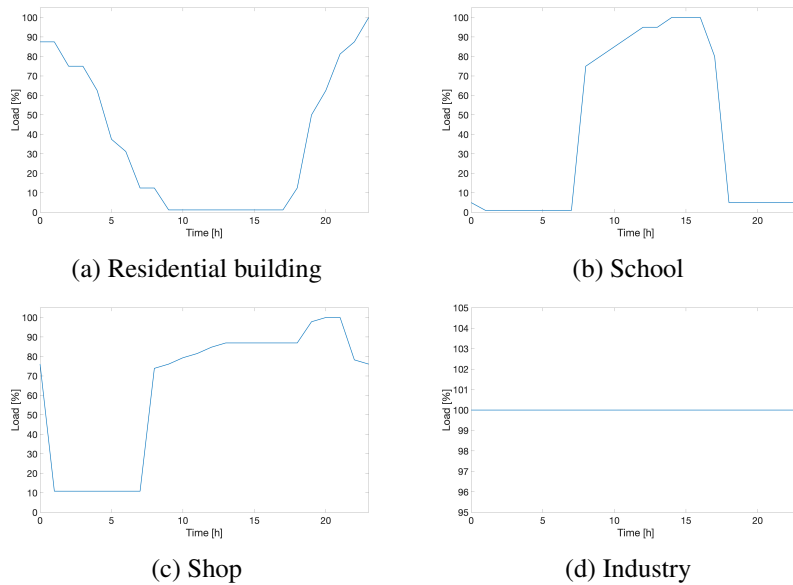 100
90
80
70
60
50
40
30
20
10
0
Load [%]
0 5 10 15 20
Time [h]
(a) Residential building
100
90
80
70
60
50
40
30
20
10
0
Load [%]
0 5 10 15 20
Time [h]
(b) School
100
90
80
70
60
50
40
30
20
10
0
Load [%]
0 5 10 15 20
Time [h]
(c) Shop
105
104
103
102
101
100
99
98
97
96
95
Load [%]
0 5 10 15 20
Time [h]
(d) Industry